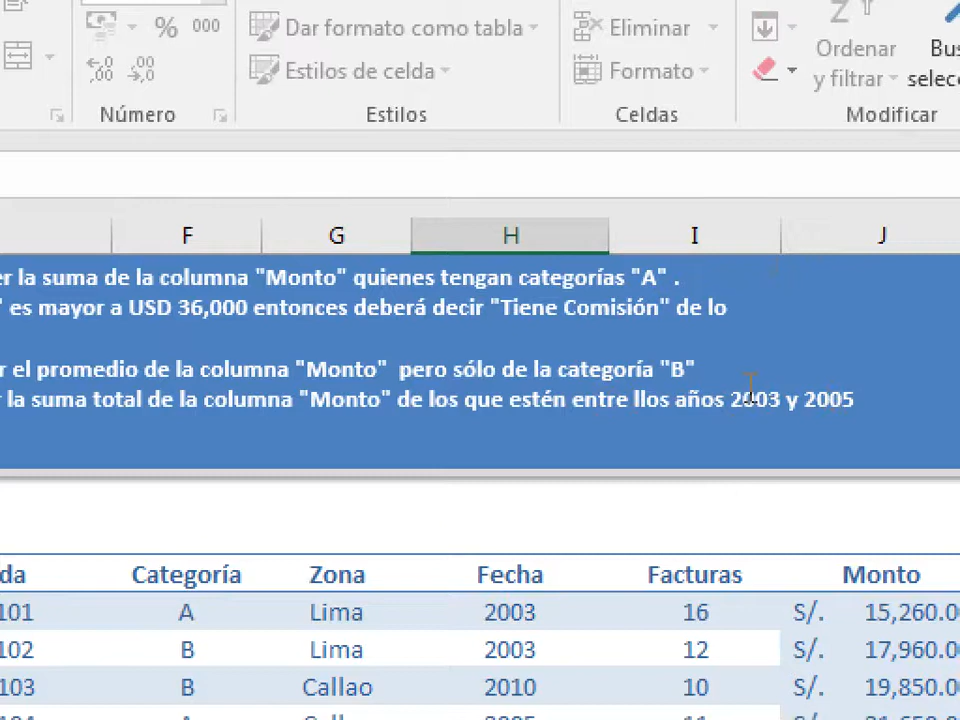 % 000
Dar formato como tabla
Eliminar
Ordenar
y filtrar
Estilos de celda
Formato
Número
Estilos
Celdas
Modificar
F G H I J
la suma de la columna "Monto" quienes tengan categorías "A" .
es mayor a USD 36,000 entonces deberá decir "Tiene Comisión" de lo
el promedio de la columna "Monto" pero sólo de la categoría "B"
la suma total de la columna "Monto" de los que estén entre llos años 2003 y 2005
Categoría Zona Fecha Facturas Monto
101 A Lima 2003 16 S/. 15,260.0
102 B Lima 2003 12 S/. 17,960.0
103 B Callao 2010 10 S/. 19,850.0